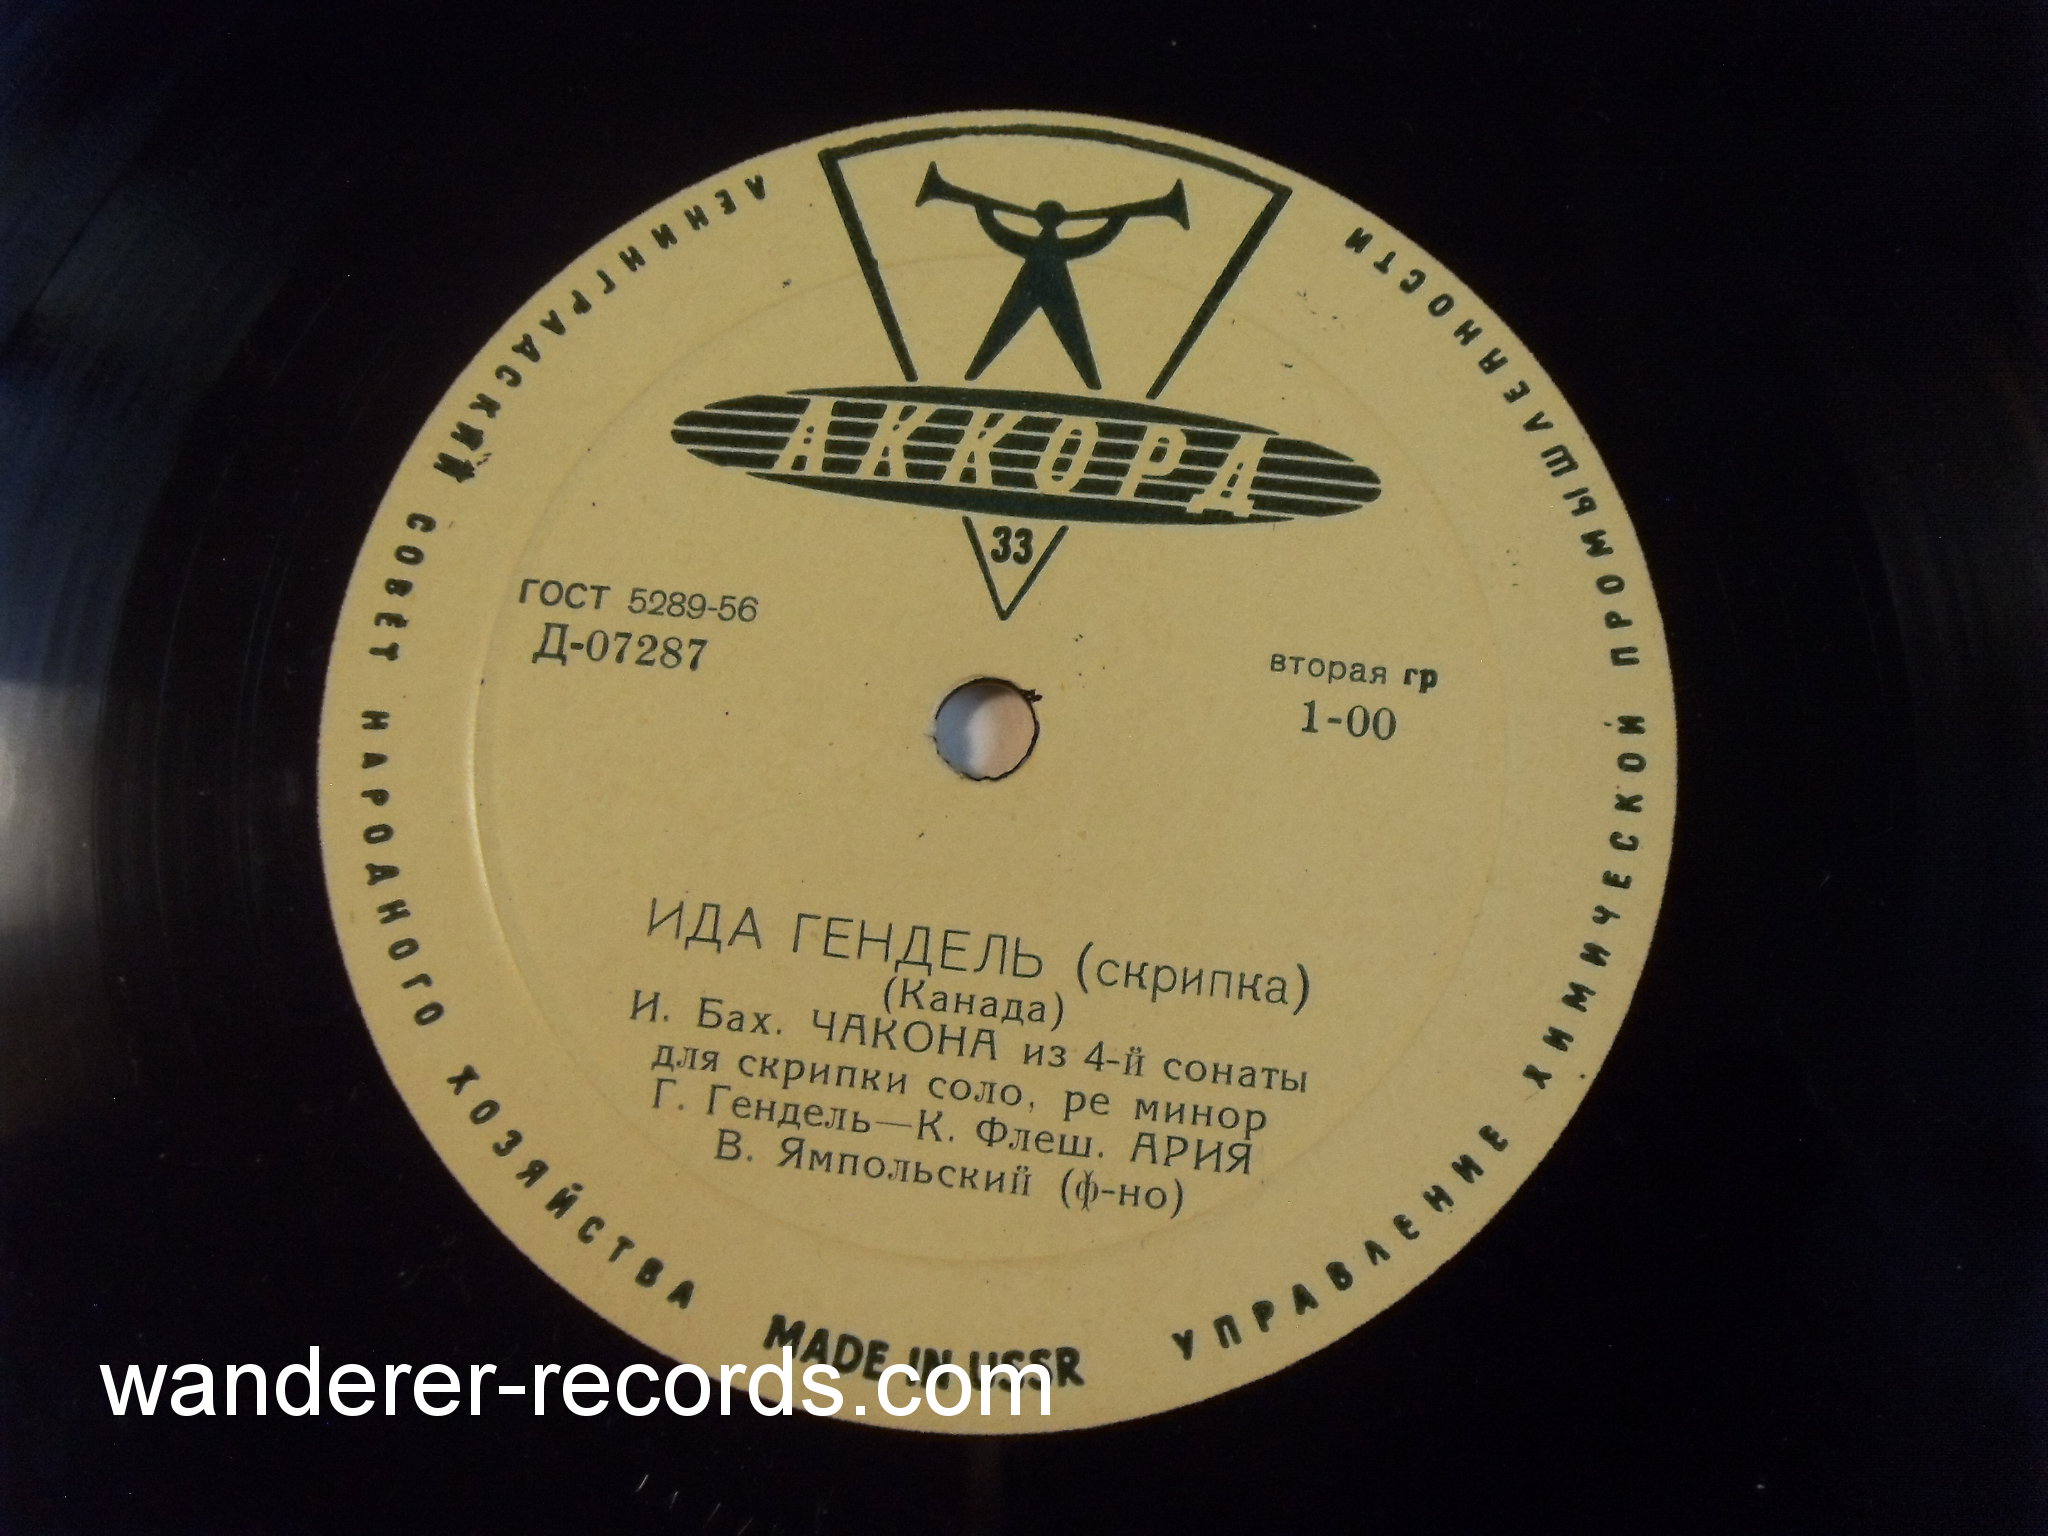 ЛЕНИНГРАДСКИЙ СОВЕТ НАРОДНОГО ХОЗЯЙСТВА
УПРАВЛЕНИЕ ХИМИЧЕСКОЙ ПРОМЫШЛЕННОСТИ
АККОРД
33
ГОСТ 5289-56
Д-07287
вторая гр
1-00
ИДА ГЕНДЕЛЬ (скрипка)
(Канада)
И. Бах. ЧАКОНА из 4-й сонаты
для скрипки соло, ре минор
Г. Гендель—К. Флеш. АРИЯ
В. Ямпольский (ф-но)
MADE IN USSR
wanderer-records.com